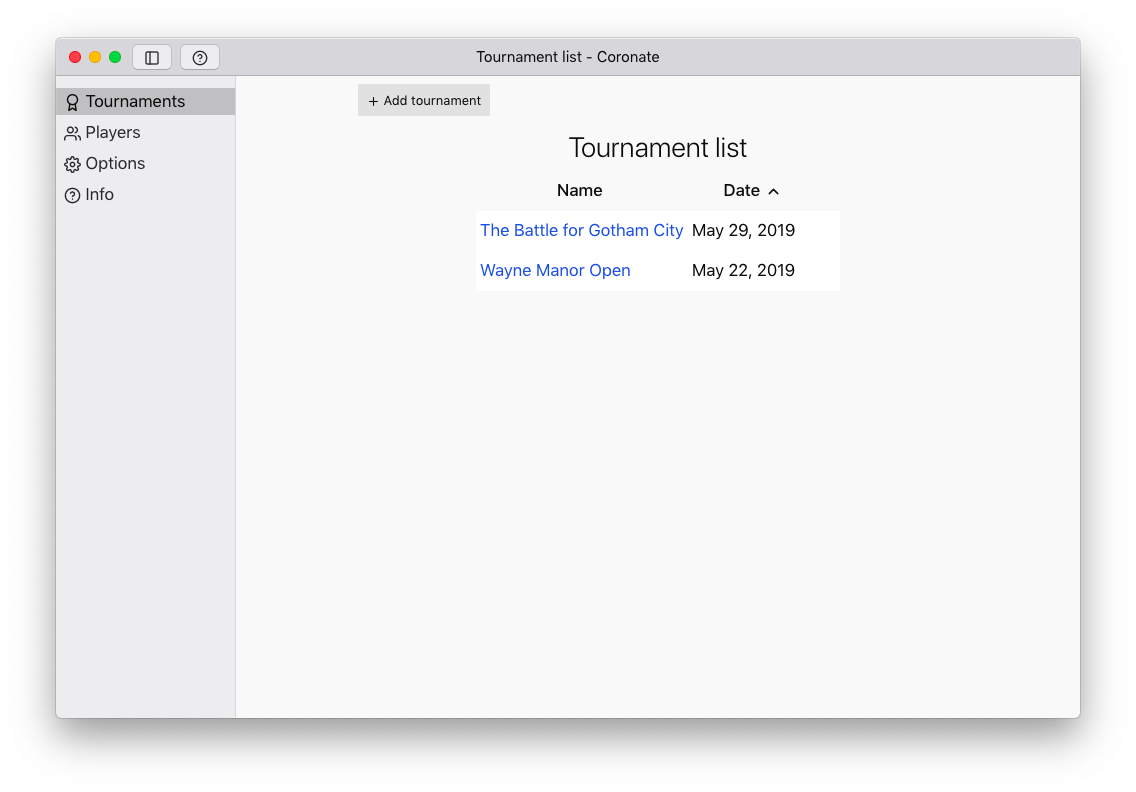 Tournament list - Coronate
Tournaments
Players
Options
Info
+ Add tournament
Tournament list
Name Date
The Battle for Gotham City May 29, 2019
Wayne Manor Open May 22, 2019